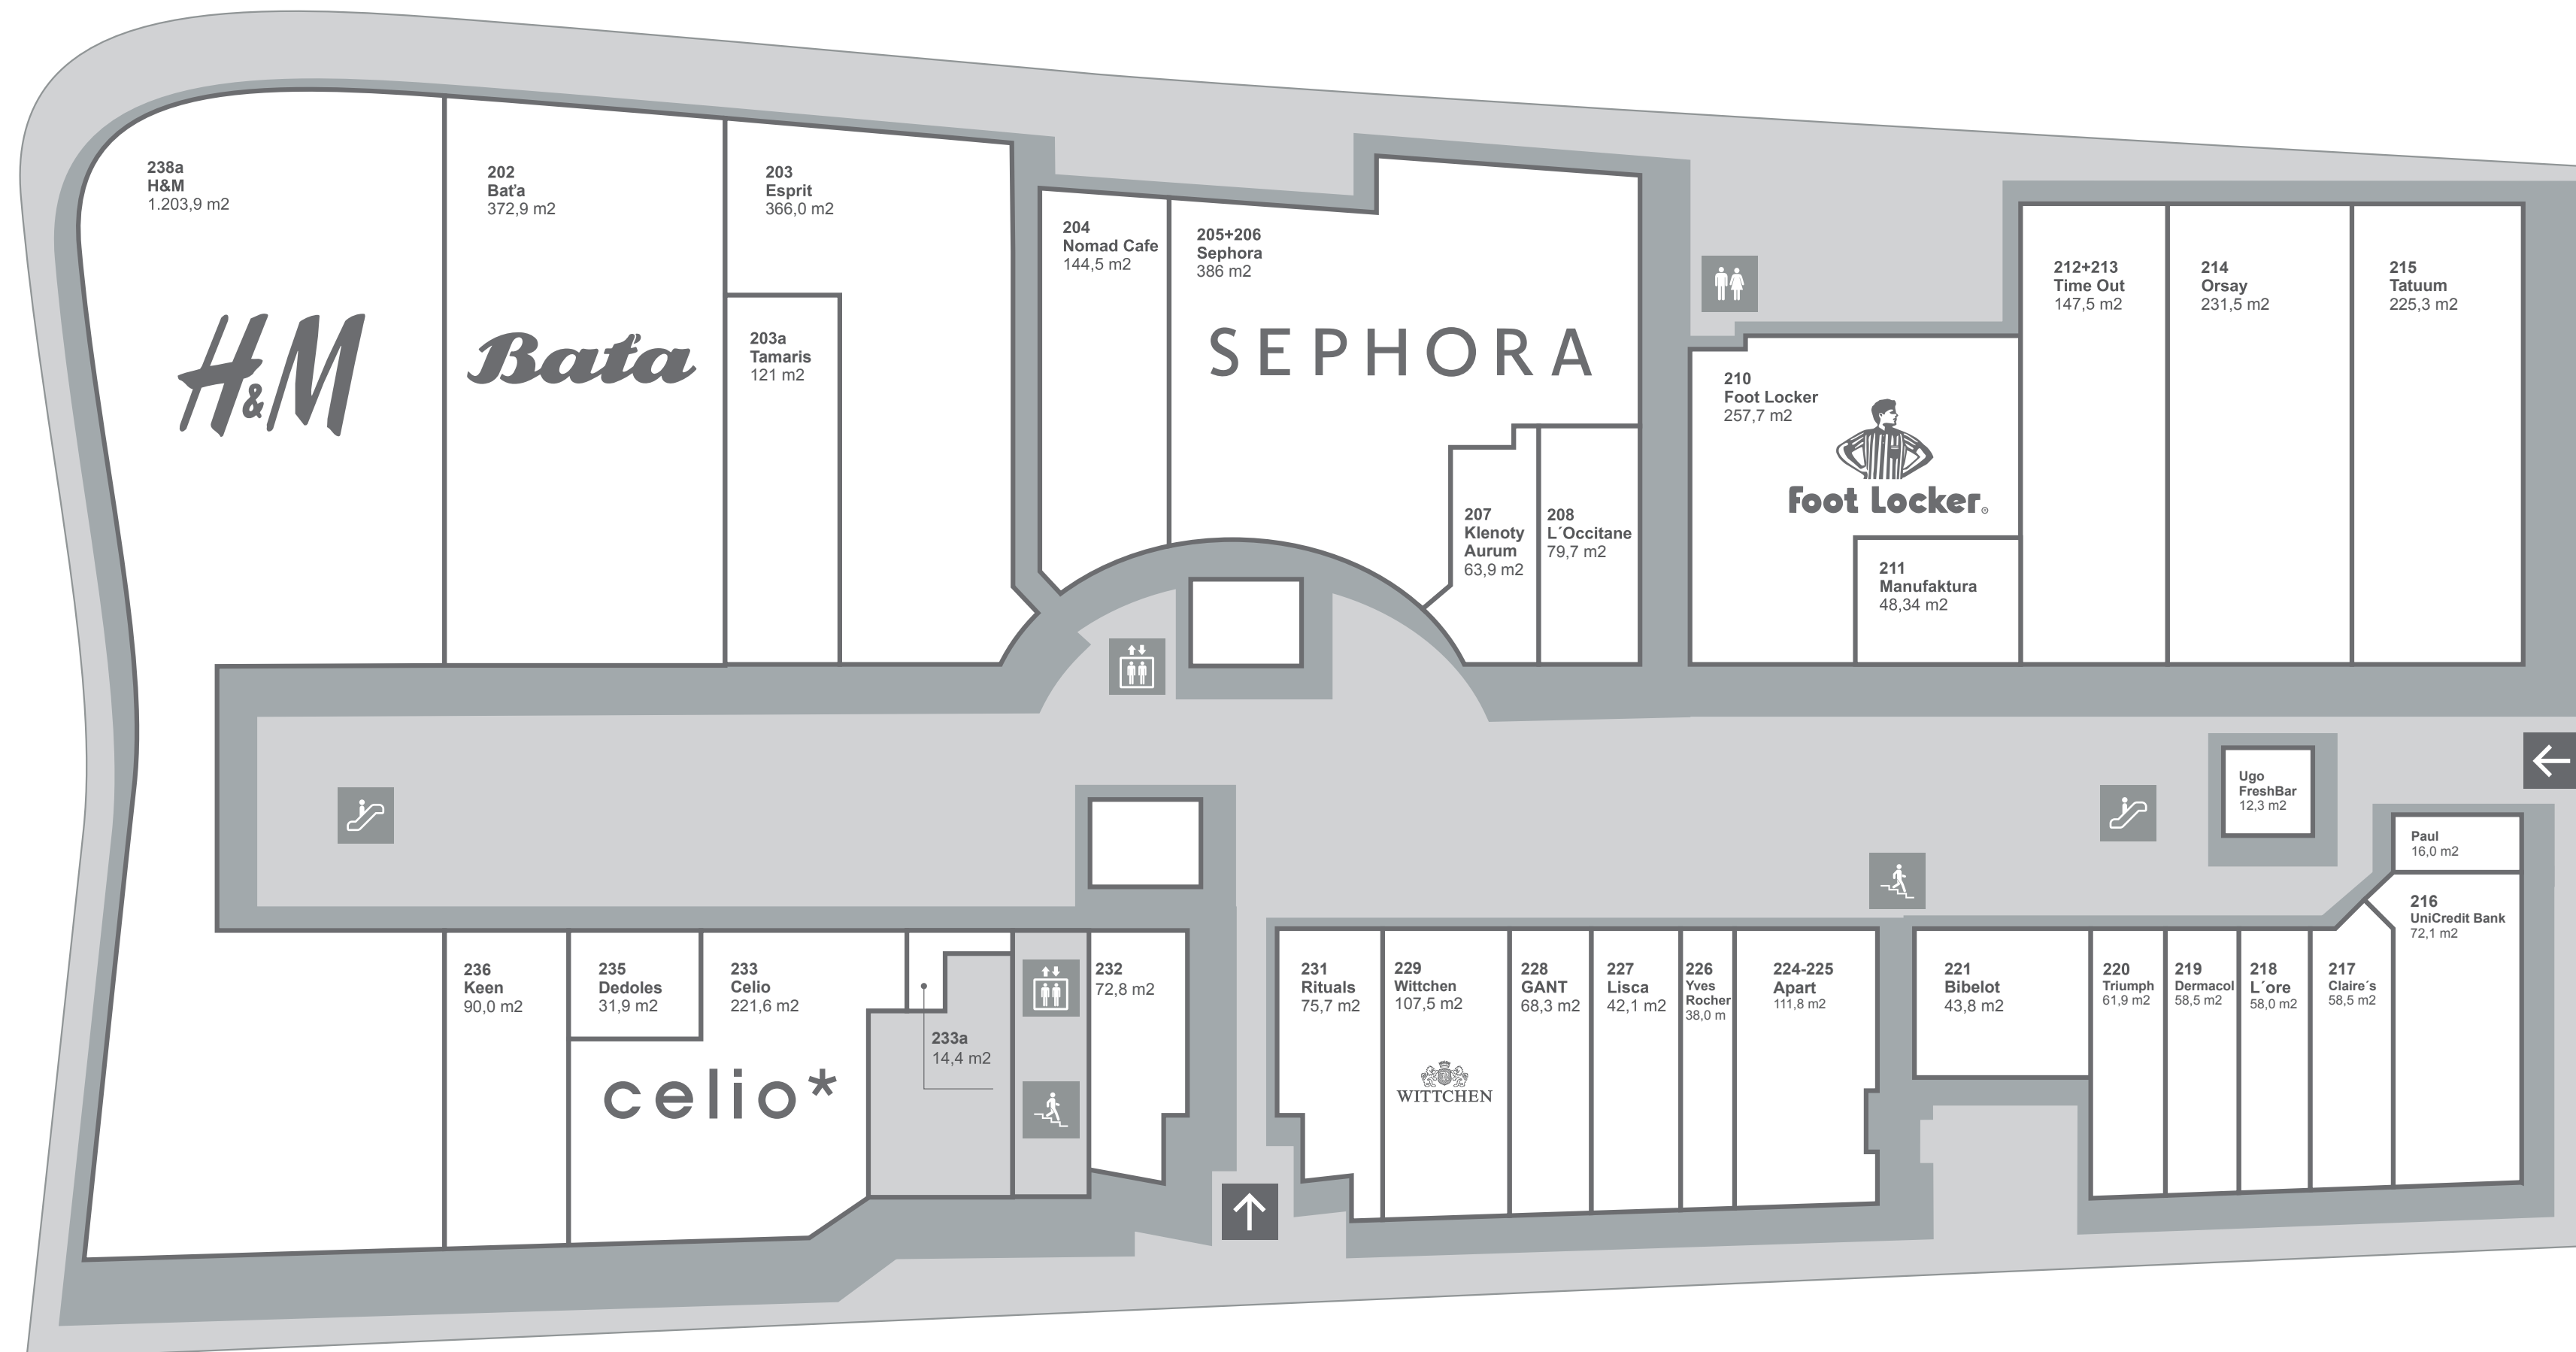 238a
H&M
1.203,9 m2
H&M
202
Baťa
372,9 m2
Baťa
203
Esprit
366,0 m2
203a
Tamaris
121 m2
204
Nomad Cafe
144,5 m2
205+206
Sephora
386 m2
SEPHORA
207
Klenoty
Aurum
63,9 m2
208
L´Occitane
79,7 m2
210
Foot Locker
257,7 m2
Foot Locker®
211
Manufaktura
48,34 m2
212+213
Time Out
147,5 m2
214
Orsay
231,5 m2
215
Tatuum
225,3 m2
Ugo
FreshBar
12,3 m2
Paul
16,0 m2
216
UniCredit Bank
72,1 m2
236
Keen
90,0 m2
235
Dedoles
31,9 m2
233
Celio
221,6 m2
celio*
233a
14,4 m2
232
72,8 m2
231
Rituals
75,7 m2
229
Wittchen
107,5 m2
WITTCHEN
228
GANT
68,3 m2
227
Lisca
42,1 m2
226
Yves
Rocher
38,0 m
224-225
Apart
111,8 m2
221
Bibelot
43,8 m2
220
Triumph
61,9 m2
219
Dermacol
58,5 m2
218
L´ore
58,0 m2
217
Claire´s
58,5 m2